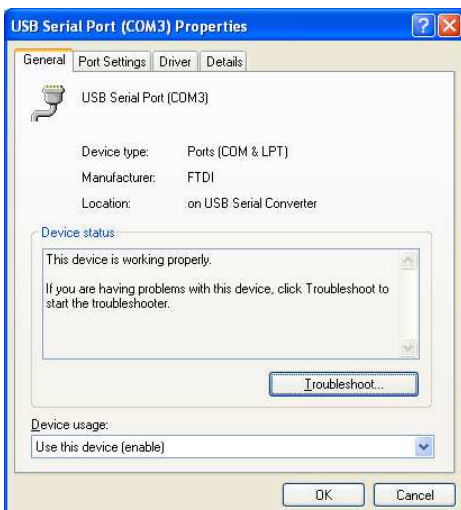 USB Serial Port (COM3) Properties
General Port Settings Driver Details
USB Serial Port (COM3)
Device type: Ports (COM & LPT)
Manufacturer: FTDI
Location: on USB Serial Converter
Device status
This device is working properly.
If you are having problems with this device, click Troubleshoot to
start the troubleshooter.
Troubleshoot...
Device usage:
Use this device (enable)
OK Cancel